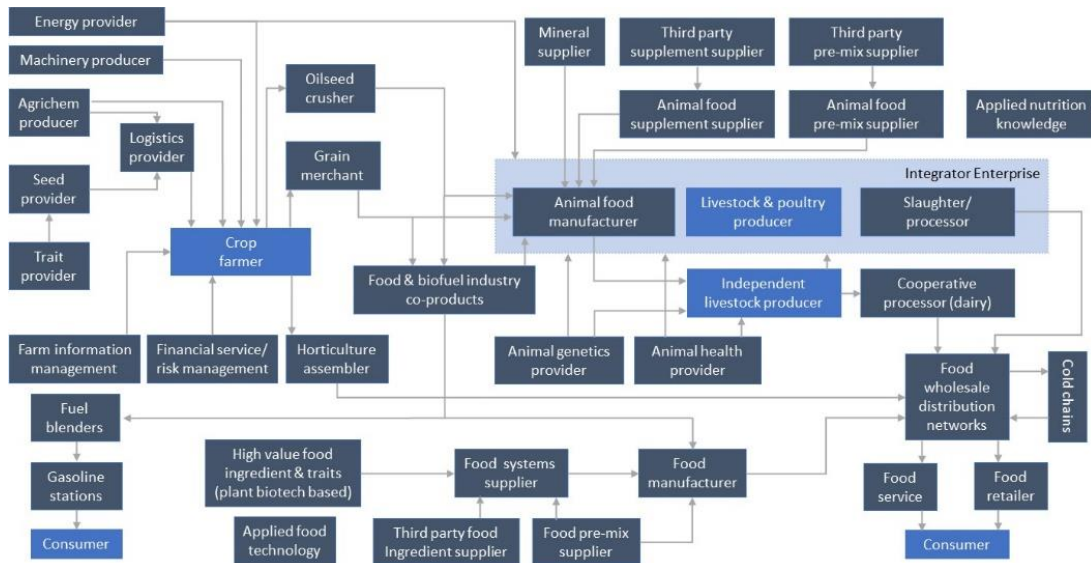 Energy provider
Machinery producer
Agrichem
producer
Logistics
provider
Seed
provider
Trait
provider
Oilseed
crusher
Grain
merchant
Crop
farmer
Farm information
management
Financial service/
risk management
Horticulture
assembler
Mineral
supplier
Third party
supplement supplier
Third party
pre-mix supplier
Animal food
supplement supplier
Animal food
pre-mix supplier
Applied nutrition
knowledge
Integrator Enterprise
Animal food
manufacturer
Livestock & poultry
producer
Slaughter/
processor
Food & biofuel industry
co-products
Independent
livestock producer
Cooperative
processor (dairy)
Animal genetics
provider
Animal health
provider
Food
wholesale
distribution
networks
Cold chains
Fuel
blenders
Gasoline
stations
Consumer
High value food
ingredient & traits
(plant biotech based)
Food systems
supplier
Food
manufacturer
Applied food
technology
Third party food
Ingredient supplier
Food pre-mix
supplier
Food
service
Food
retailer
Consumer